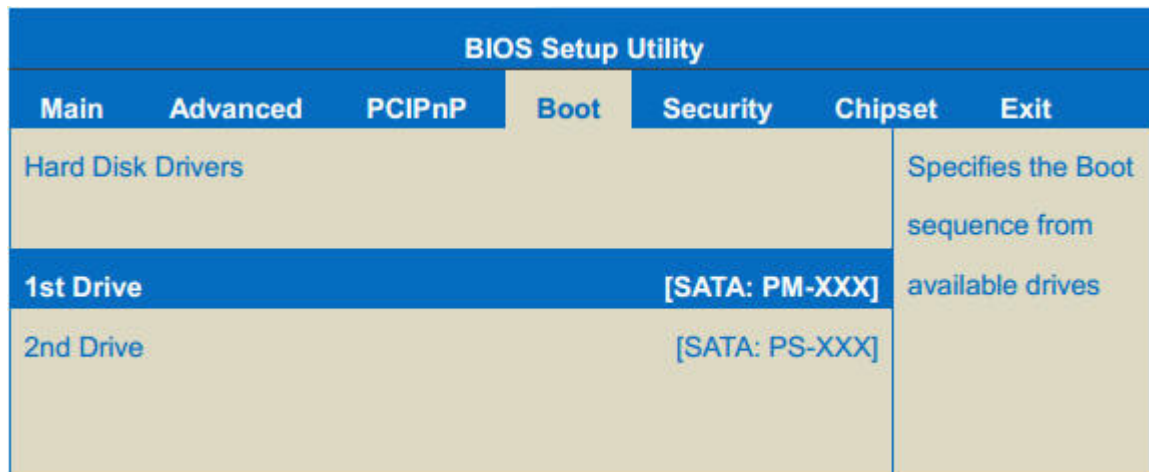 BIOS Setup Utility
Main Advanced PCIPnP Boot Security Chipset Exit
Hard Disk Drivers
1st Drive [SATA: PM-XXX]
2nd Drive [SATA: PS-XXX]
Specifies the Boot
sequence from
available drives